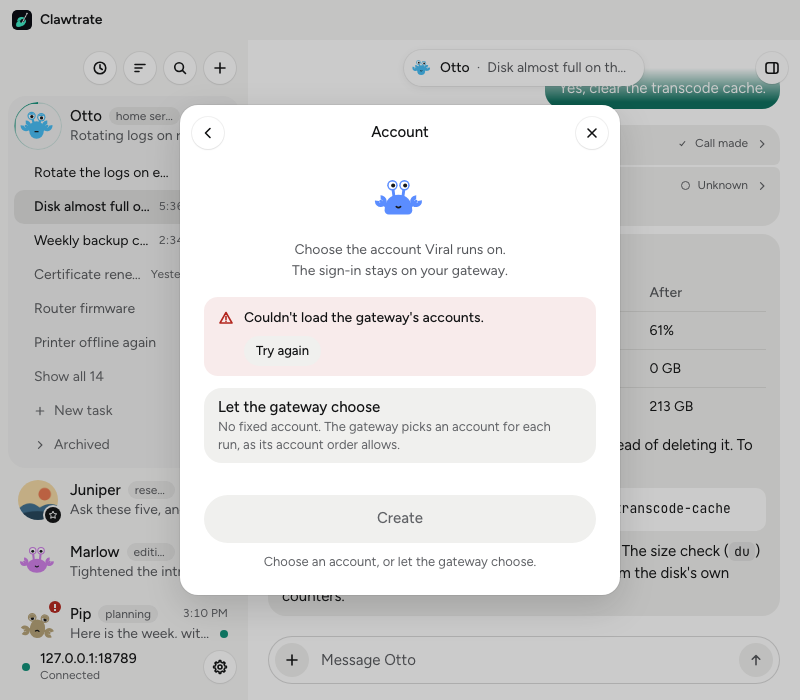 Clawtrate
Otto · Disk almost full on th...
Yes, clear the transcode cache.
Otto home ser...
Rotating logs on
Rotate the logs on e...
Disk almost full o... 5:36
Weekly backup c... 2:34
Certificate rene... Yeste
Router firmware
Printer offline again
Show all 14
+ New task
Archived
Juniper rese...
Ask these five, an
Marlow editi...
Tightened the intr
Pip planning 3:10 PM
Here is the week. wit...
127.0.0.1:18789
Connected
Account
Choose the account Viral runs on.
The sign-in stays on your gateway.
Couldn't load the gateway's accounts.
Try again
Let the gateway choose
No fixed account. The gateway picks an account for each
run, as its account order allows.
Create
Choose an account, or let the gateway choose.
Call made
Unknown
After
61%
0 GB
213 GB
ead of deleting it. To
transcode-cache
The size check (du)
m the disk's own
counters.
Message Otto